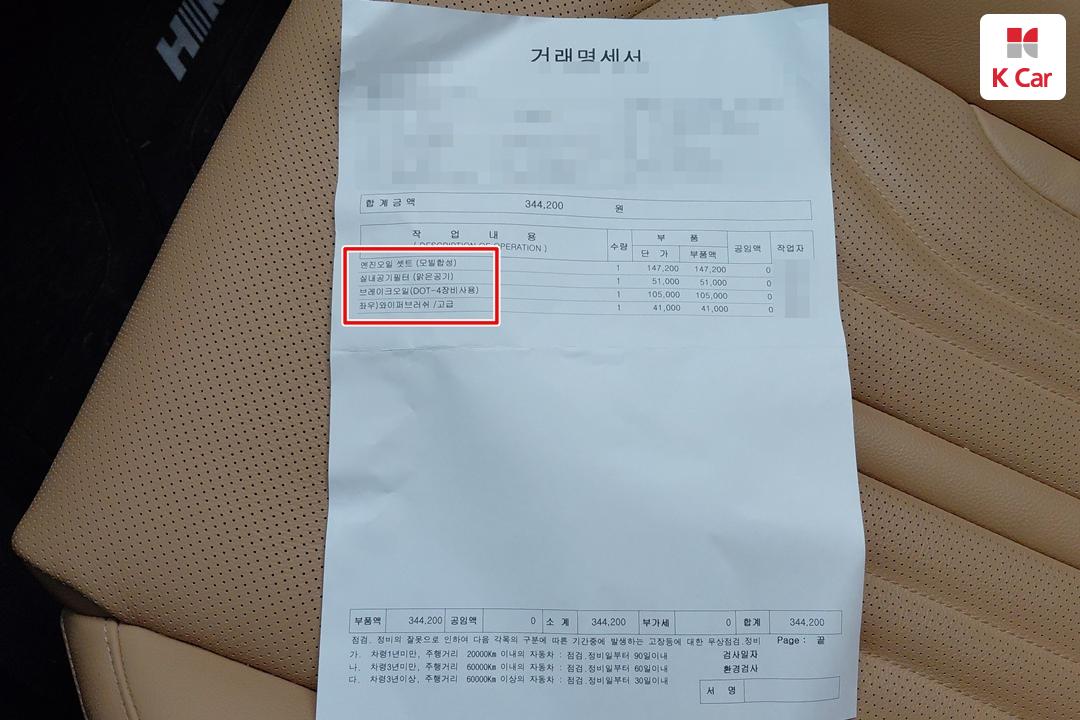 K Car
거래명세서
합계금액 344,200 원
작 업 내 용 수량 부 품 공임액 작업자
( DESCRIPTION OF OPERATION ) 단 가 부품액
엔진오일 셋트 (모빌합성) 1 147,200 147,200 0
실내공기필터 (맑은공기) 1 51,000 51,000 0
브레이크오일(DOT-4장비사용) 1 105,000 105,000 0
좌우)와이퍼브러쉬 /고급 1 41,000 41,000 0
부품액 344,200 공임액 0 소 계 344,200 부가세 0 합계 344,200
점검. 정비의 잘못으로 인하여 다음 각목의 구분에 따른 기간중에 발생하는 고장등에 대한 무상점검.정비 Page : 끝
가. 차령1년미만, 주행거리 20000Km 이내의 자동차 : 점검.정비일부터 90일이내 검사일자
나. 차령3년미만, 주행거리 60000Km 이내의 자동차 : 점검.정비일부터 60일이내 환경검사
다. 차령3년이상, 주행거리 60000Km 이상의 자동차 : 점검.정비일부터 30일이내
서 명